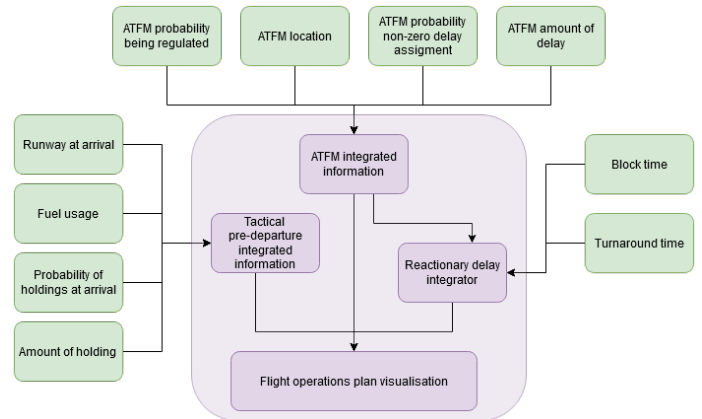 ATFM probability
being regulated
ATFM location
ATFM probability
non-zero delay
assigment
ATFM amount of
delay
Runway at arrival
Fuel usage
Probability of
holdings at arrival
Amount of holding
ATFM integrated
information
Tactical
pre-departure
integrated
information
Reactionary delay
integrator
Flight operations plan visualisation
Block time
Turnaround time